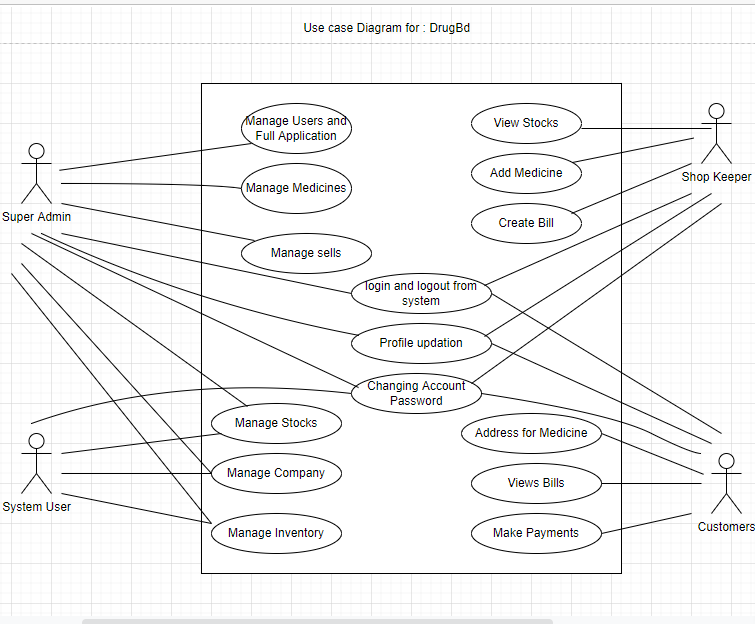 Use case Diagram for : DrugBd
Manage Users and
Full Application
View Stocks
Add Medicine
Shop Keeper
Manage Medicines
Super Admin
Create Bill
Manage sells
login and logout from
system
Profile updation
Changing Account
Password
Manage Stocks
Address for Medicine
Manage Company
Views Bills
System User
Customers
Manage Inventory
Make Payments